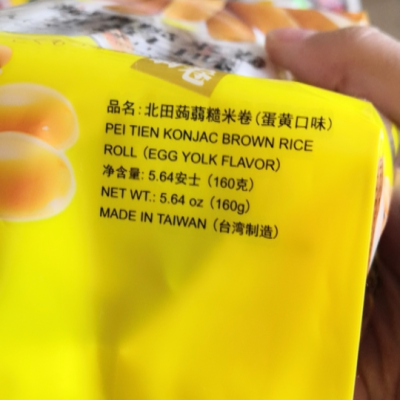 品名: 北田蒟蒻糙米卷(蛋黄口味)
PEI TIEN KONJAC BROWN RICE
ROLL (EGG YOLK FLAVOR)
净含量: 5.64安士 (160克)
NET WT.: 5.64 oz (160g)
MADE IN TAIWAN (台湾制造)